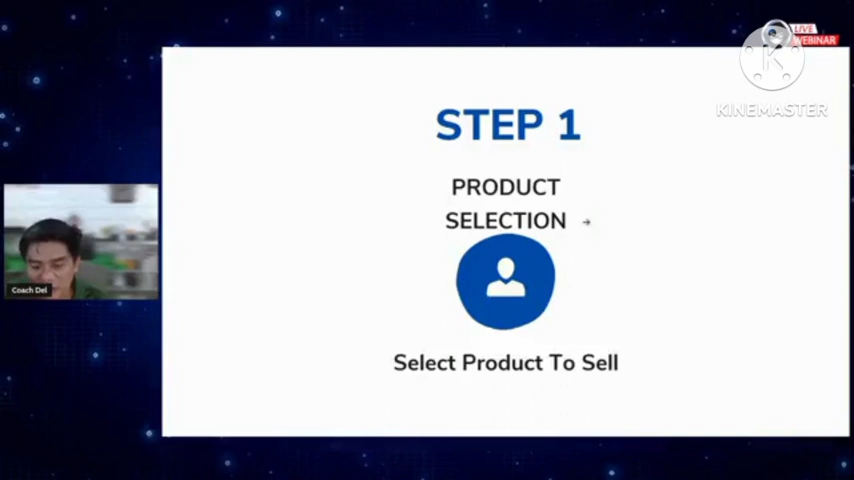 LIVE
WEBINAR
KINEMASTER
STEP 1
PRODUCT
SELECTION
Coach Del
Select Product To Sell